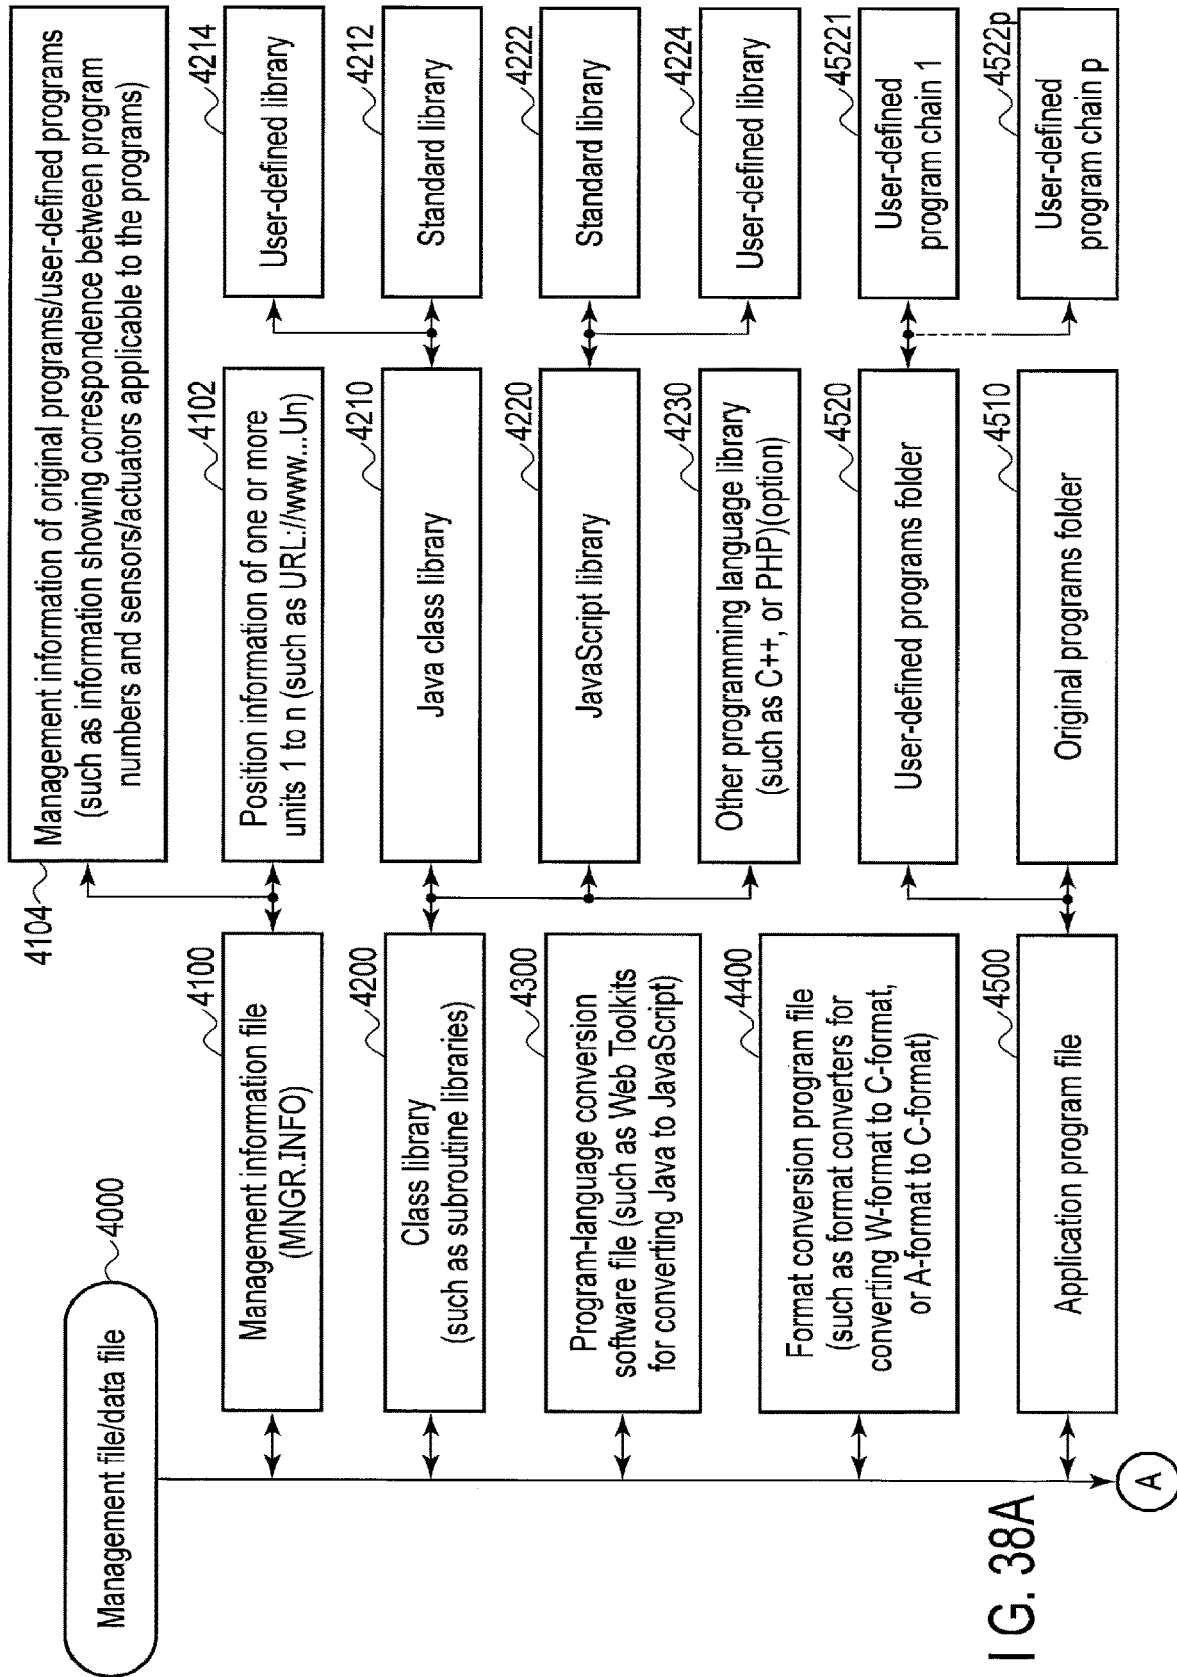 Management file/data file
4000
4104
Management information of original programs/user-defined programs
(such as information showing correspondence between program
numbers and sensors/actuators applicable to the programs)
4100
Management information file
(MNGR.INFO)
4102
Position information of one or more
units 1 to n (such as URL://www...Un)
4214
User-defined library
4200
Class library
(such as subroutine libraries)
4210
Java class library
4212
Standard library
4300
Program-language conversion
software file (such as Web Toolkits
for converting Java to JavaScript)
4220
JavaScript library
4222
Standard library
4230
Other programming language library
(such as C++, or PHP)(option)
4224
User-defined library
4400
Format conversion program file
(such as format converters for
converting W-format to C-format,
or A-format to C-format)
4520
User-defined programs folder
45221
User-defined
program chain 1
4500
Application program file
4510
Original programs folder
4522p
User-defined
program chain p
A
I G. 38A